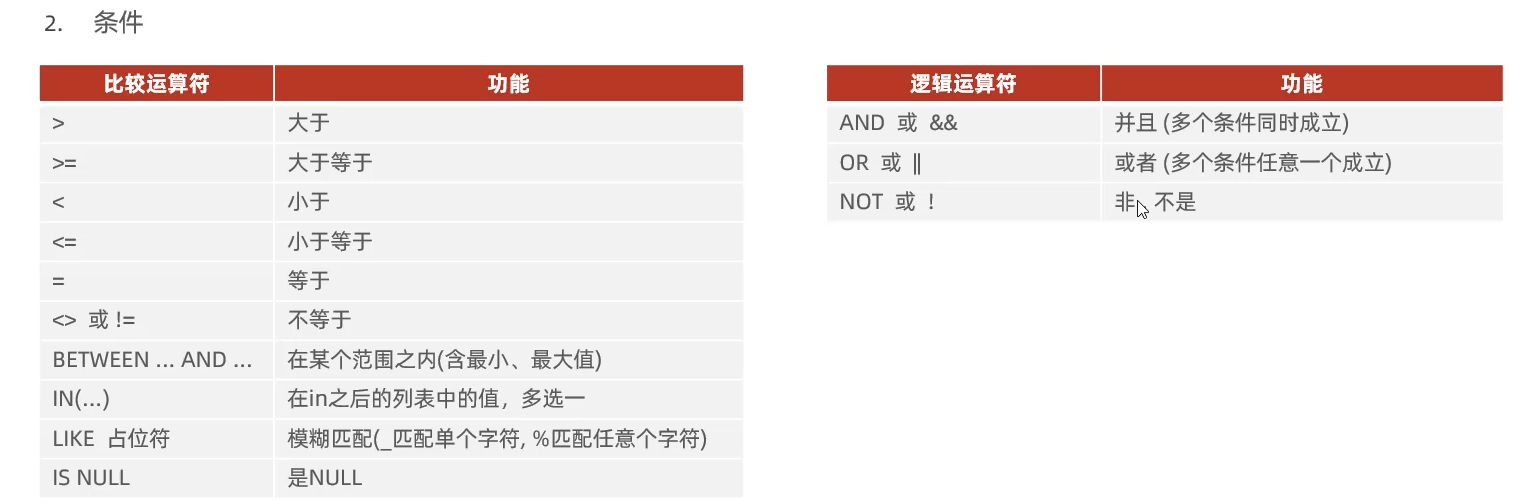 2. 条件
比较运算符 功能
> 大于
>= 大于等于
< 小于
<= 小于等于
= 等于
<> 或 != 不等于
BETWEEN ... AND ... 在某个范围之内(含最小、最大值)
IN(...) 在in之后的列表中的值，多选一
LIKE 占位符 模糊匹配(_匹配单个字符, %匹配任意个字符)
IS NULL 是NULL
逻辑运算符 功能
AND 或 && 并且 (多个条件同时成立)
OR 或 || 或者 (多个条件任意一个成立)
NOT 或 ! 非、不是